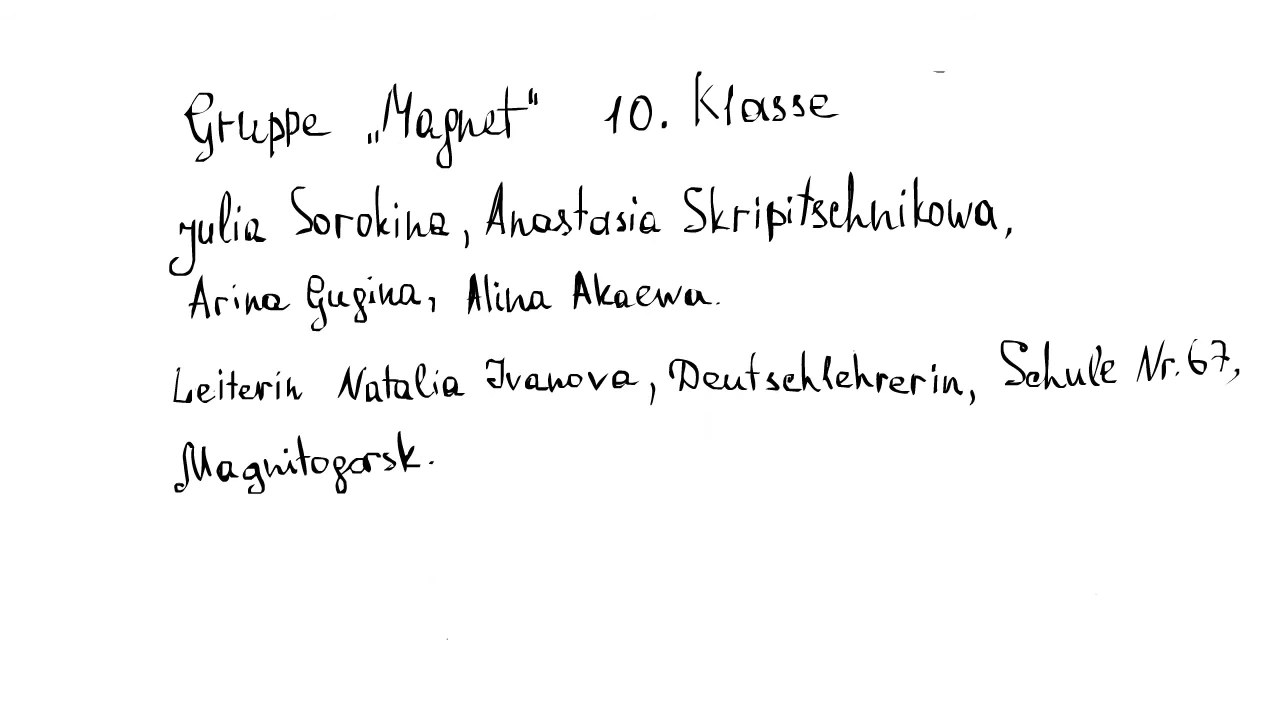 Gruppe „Magnet“ 10. Klasse
Julia Sorokina, Anastasia Skripitschnikowa,
Arina Gugina, Alina Akaewa.
Leiterin Natalia Ivanova, Deutschlehrerin, Schule Nr. 67,
Magnitogorsk.